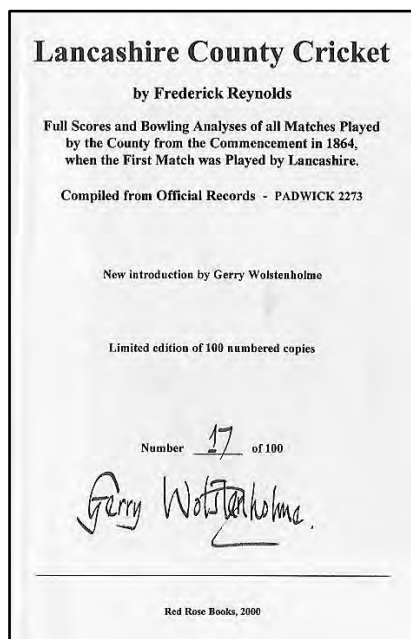 Lancashire County Cricket
by Frederick Reynolds
Full Scores and Bowling Analyses of all Matches Played
by the County from the Commencement in 1864,
when the First Match was Played by Lancashire.
Compiled from Official Records - PADWICK 2273
New introduction by Gerry Wolstenholme
Limited edition of 100 numbered copies
Number 17 of 100
Gerry Wolstenholme.
Red Rose Books, 2000